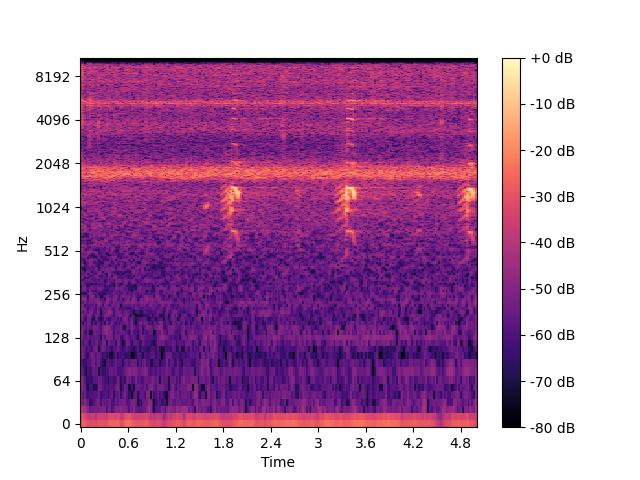 8192
4096
2048
1024
512
256
128
64
0
Hz
0 0.6 1.2 1.8 2.4 3 3.6 4.2 4.8
Time
+0 dB
-10 dB
-20 dB
-30 dB
-40 dB
-50 dB
-60 dB
-70 dB
-80 dB